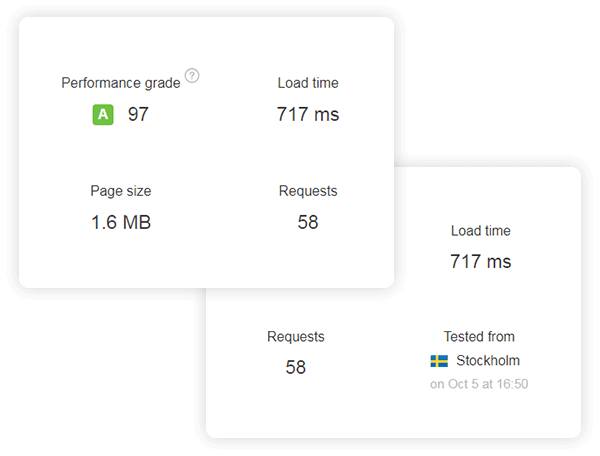 Performance grade ?
A 97
Load time
717 ms
Page size
1.6 MB
Requests
58
Load time
717 ms
Requests
58
Tested from
Stockholm
on Oct 5 at 16:50